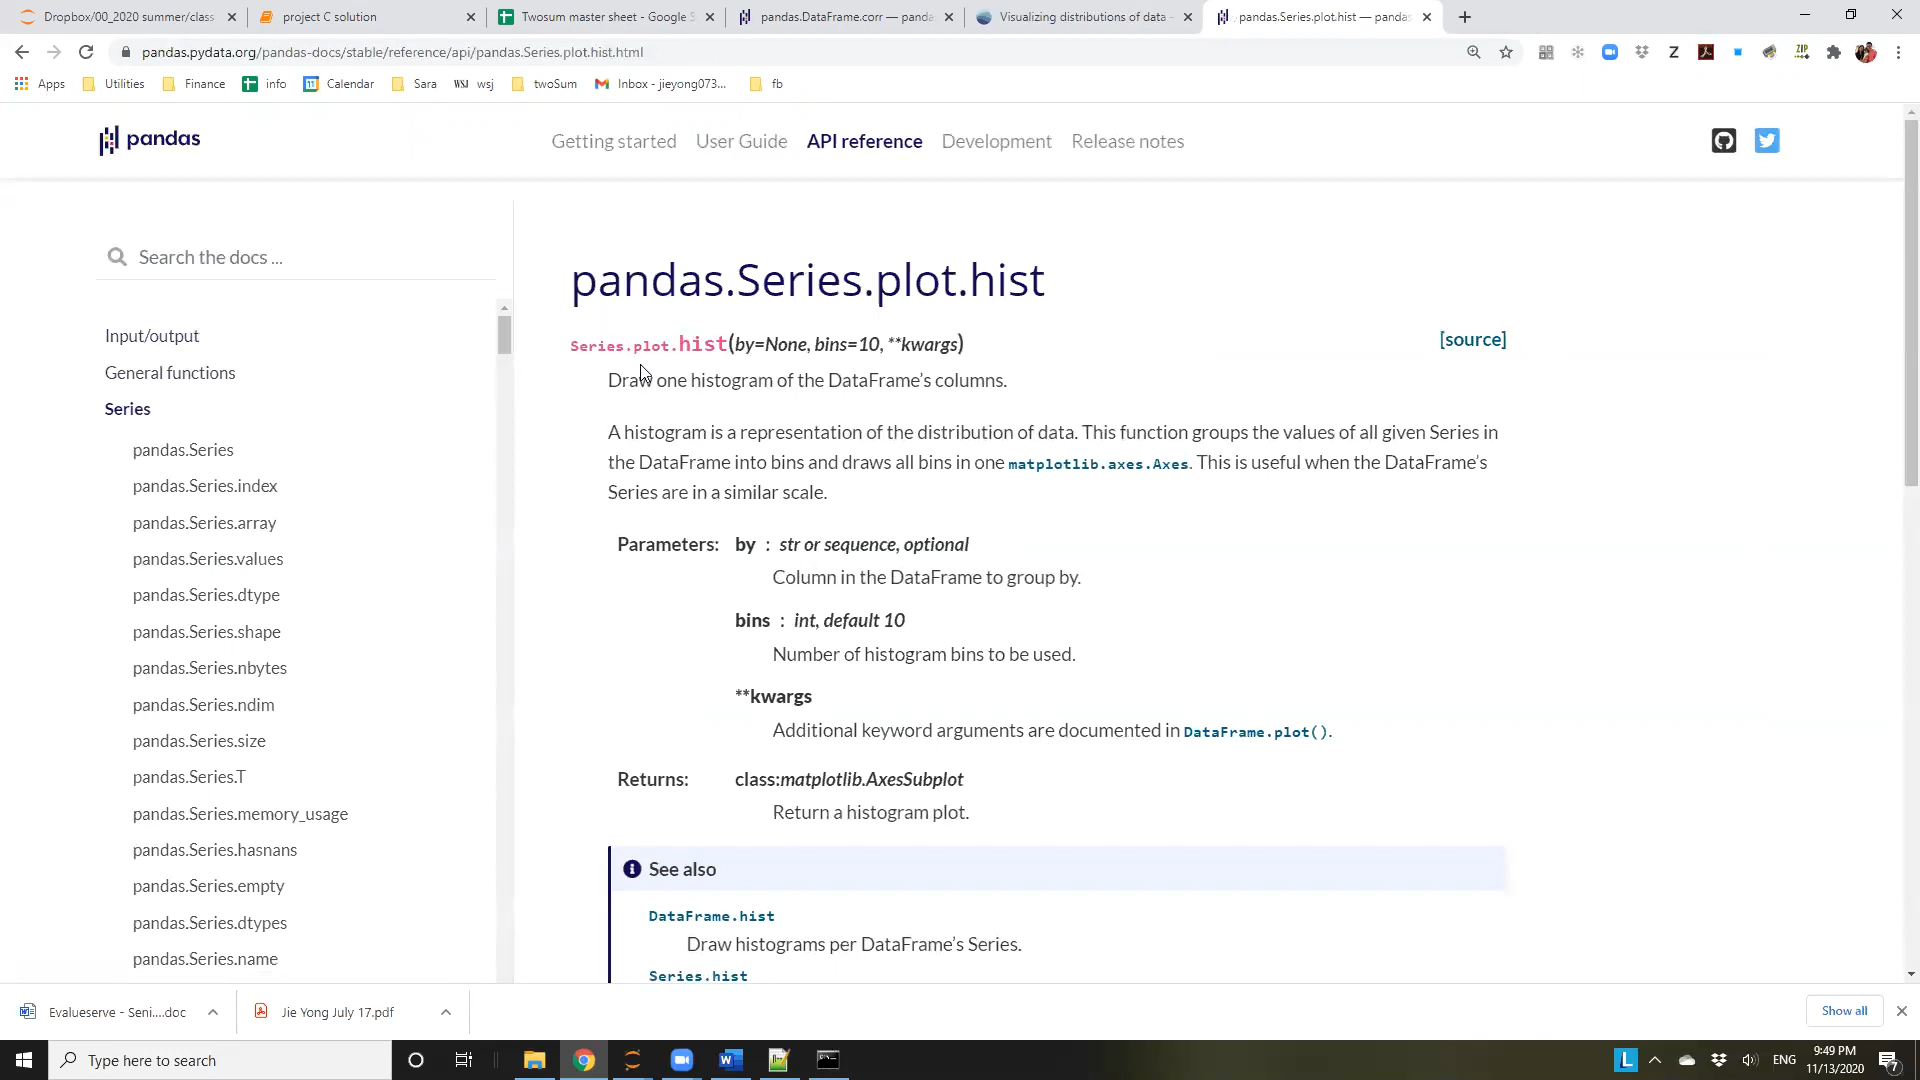 Dropbox/00_2020 summer/class
project C solution
Twosum master sheet - Google S
pandas.DataFrame.corr — panda
Visualizing distributions of data —
pandas.Series.plot.hist — pandas
pandas.pydata.org/pandas-docs/stable/reference/api/pandas.Series.plot.hist.html
Apps
Utilities
Finance
info
Calendar
Sara
WSJ wsj
twoSum
Inbox - jieyong073...
fb
pandas
Getting started
User Guide
API reference
Development
Release notes
Search the docs ...
Input/output
General functions
Series
pandas.Series
pandas.Series.index
pandas.Series.array
pandas.Series.values
pandas.Series.dtype
pandas.Series.shape
pandas.Series.nbytes
pandas.Series.ndim
pandas.Series.size
pandas.Series.T
pandas.Series.memory_usage
pandas.Series.hasnans
pandas.Series.empty
pandas.Series.dtypes
pandas.Series.name
pandas.Series.plot.hist
Series.plot.hist(by=None, bins=10, **kwargs)
[source]
Draw one histogram of the DataFrame's columns.
A histogram is a representation of the distribution of data. This function groups the values of all given Series in
the DataFrame into bins and draws all bins in one matplotlib.axes.Axes. This is useful when the DataFrame's
Series are in a similar scale.
Parameters: by : str or sequence, optional
Column in the DataFrame to group by.
bins : int, default 10
Number of histogram bins to be used.
**kwargs
Additional keyword arguments are documented in DataFrame.plot().
Returns: class:matplotlib.AxesSubplot
Return a histogram plot.
See also
DataFrame.hist
Draw histograms per DataFrame's Series.
Series.hist
Evalueserve - Seni....doc
Jie Yong July 17.pdf
Show all
Type here to search
ENG
9:49 PM
11/13/2020
7